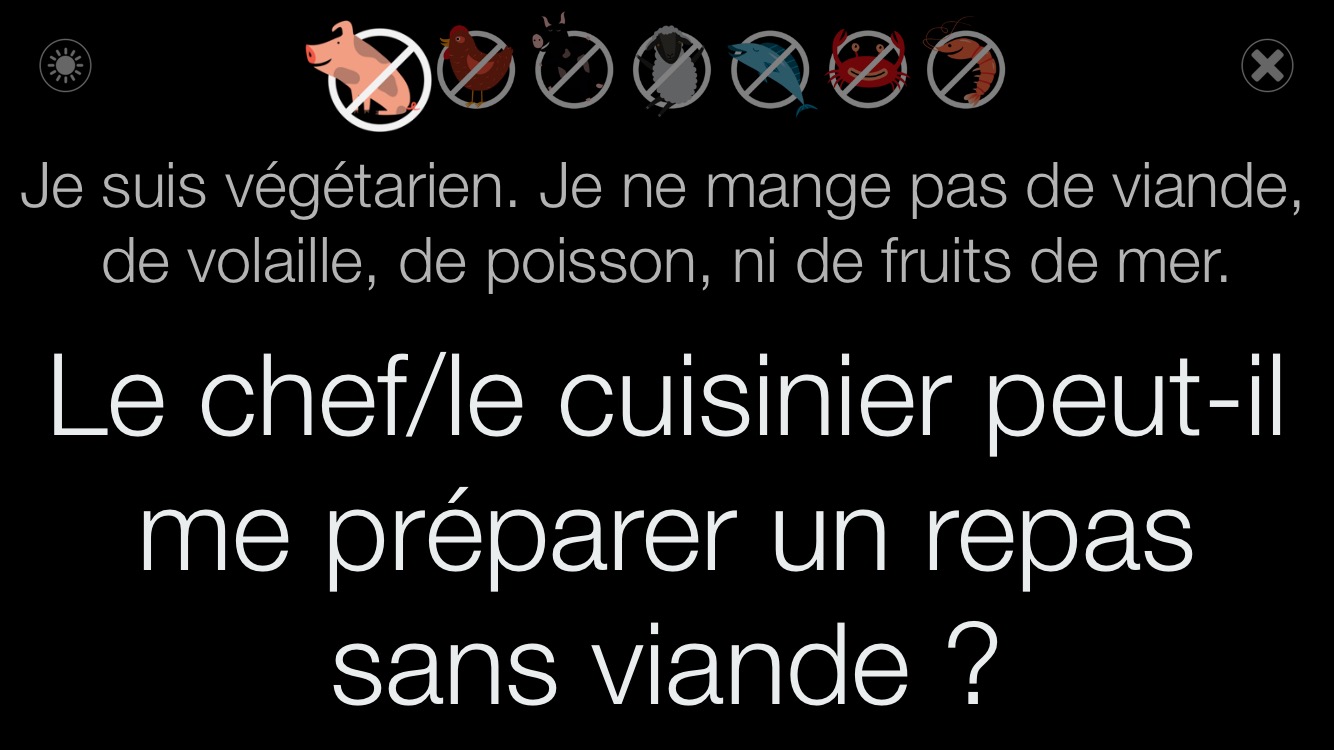 Je suis végétarien. Je ne mange pas de viande,
de volaille, de poisson, ni de fruits de mer.
Le chef/le cuisinier peut-il
me préparer un repas
sans viande ?